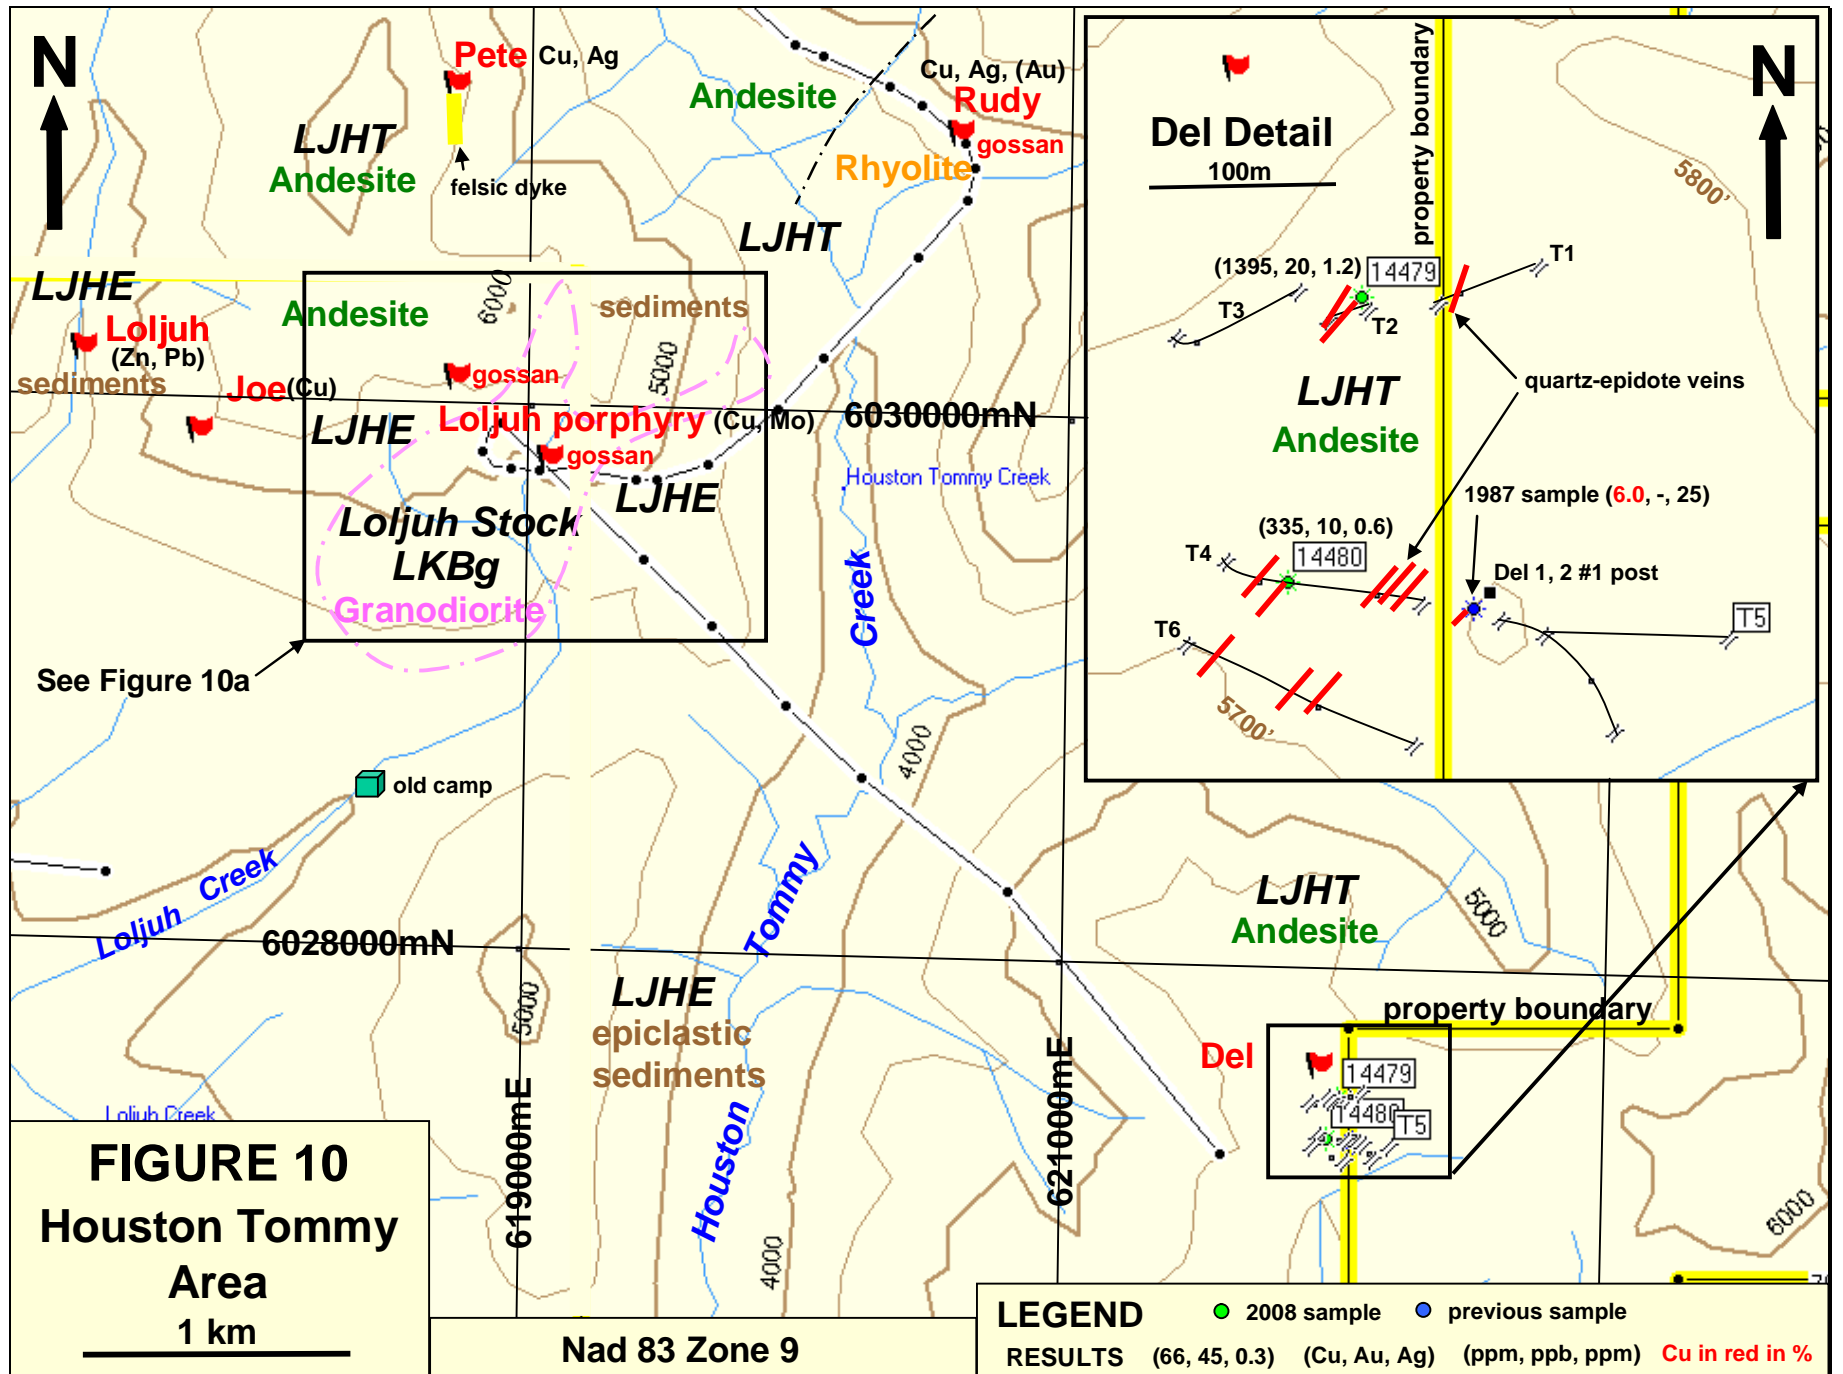 N
Pete Cu, Ag
LJHT
Andesite
felsic dyke
Andesite
Cu, Ag, (Au)
Rudy
gossan
Rhyolite
LJHT
LJHE
Loljuh
(Zn, Pb)
sediments
Andesite
6000
sediments
5000
Joe (Cu)
gossan
LJHE
Loljuh porphyry (Cu, Mo)
6030000mN
gossan
LJHE
Houston Tommy Creek
Loljuh Stock
LKBg
Granodiorite
See Figure 10a
Creek
4000
old camp
Loljuh Creek
Tommy
6028000mN
5000
LJHE
epiclastic
sediments
LJHT
Andesite
5000
property boundary
Del
14479
14480
T5
619000mE
621000mE
Houston
4000
6000
Loljuh Creek
Del Detail
100m
property boundary
N
5800'
(1395, 20, 1.2) 14479
T1
T3
T2
LJHT
Andesite
quartz-epidote veins
1987 sample (6.0, -, 25)
(335, 10, 0.6)
14480
T4
Del 1, 2 #1 post
T5
T6
5700'
FIGURE 10
Houston Tommy
Area
1 km
Nad 83 Zone 9
LEGEND
2008 sample
previous sample
RESULTS (66, 45, 0.3) (Cu, Au, Ag) (ppm, ppb, ppm) Cu in red in %